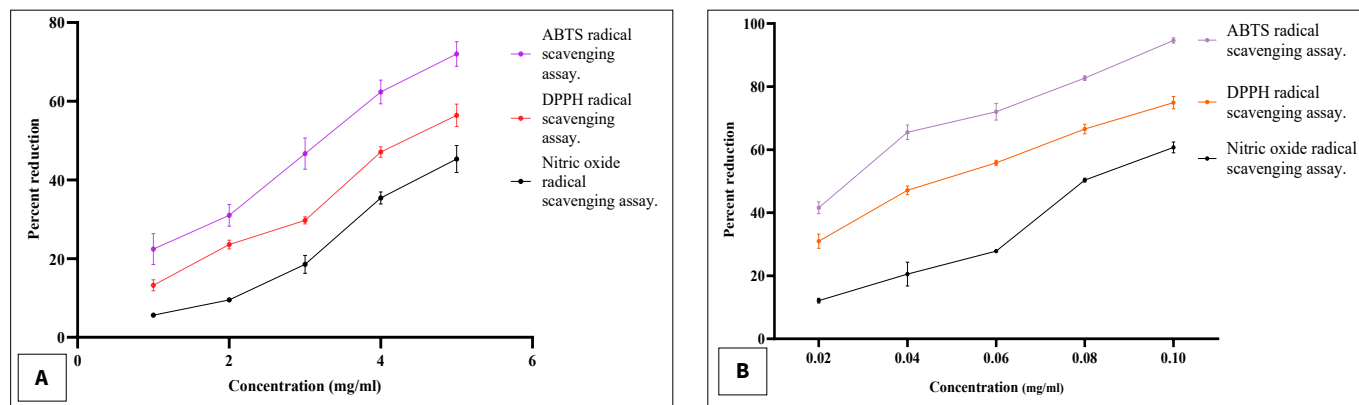 80
60
40
20
0
Percent reduction
0
2
4
6
Concentration (mg/ml)
ABTS radical
scavenging
assay.
DPPH radical
scavenging
assay.
Nitric oxide
radical
scavenging assay.
A
100
80
60
40
20
0
Percent reduction
0.02
0.04
0.06
0.08
0.10
Concentration (mg/ml)
ABTS radical
scavenging assay.
DPPH radical
scavenging assay.
Nitric oxide radical
scavenging assay.
B